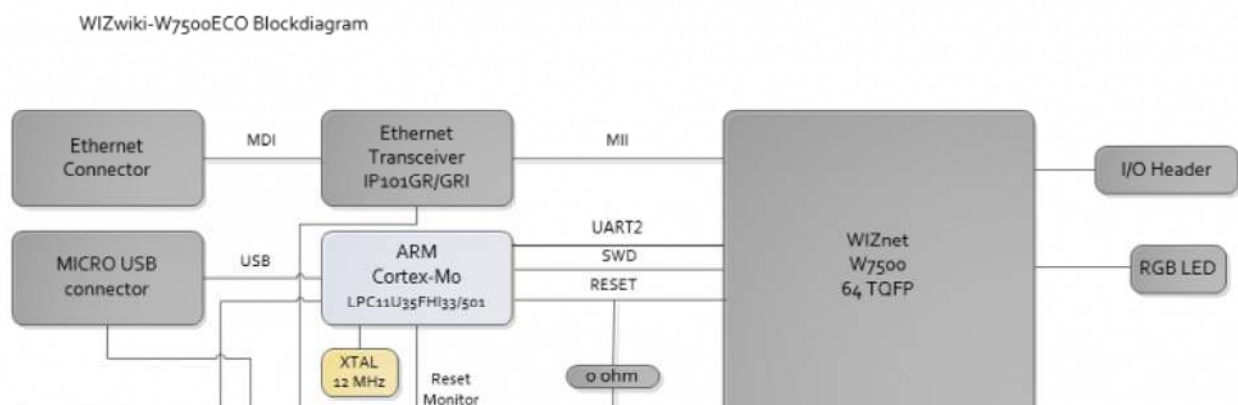 WIZwiki-W7500ECO Blockdiagram
Ethernet
Connector
MDI
Ethernet
Transceiver
IP101GR/GRI
MII
I/O Header
MICRO USB
connector
USB
ARM
Cortex-M0
LPC11U35FHI33/501
UART2
SWD
RESET
WIZnet
W7500
64 TQFP
RGB LED
XTAL
12 MHz
Reset
Monitor
0 ohm